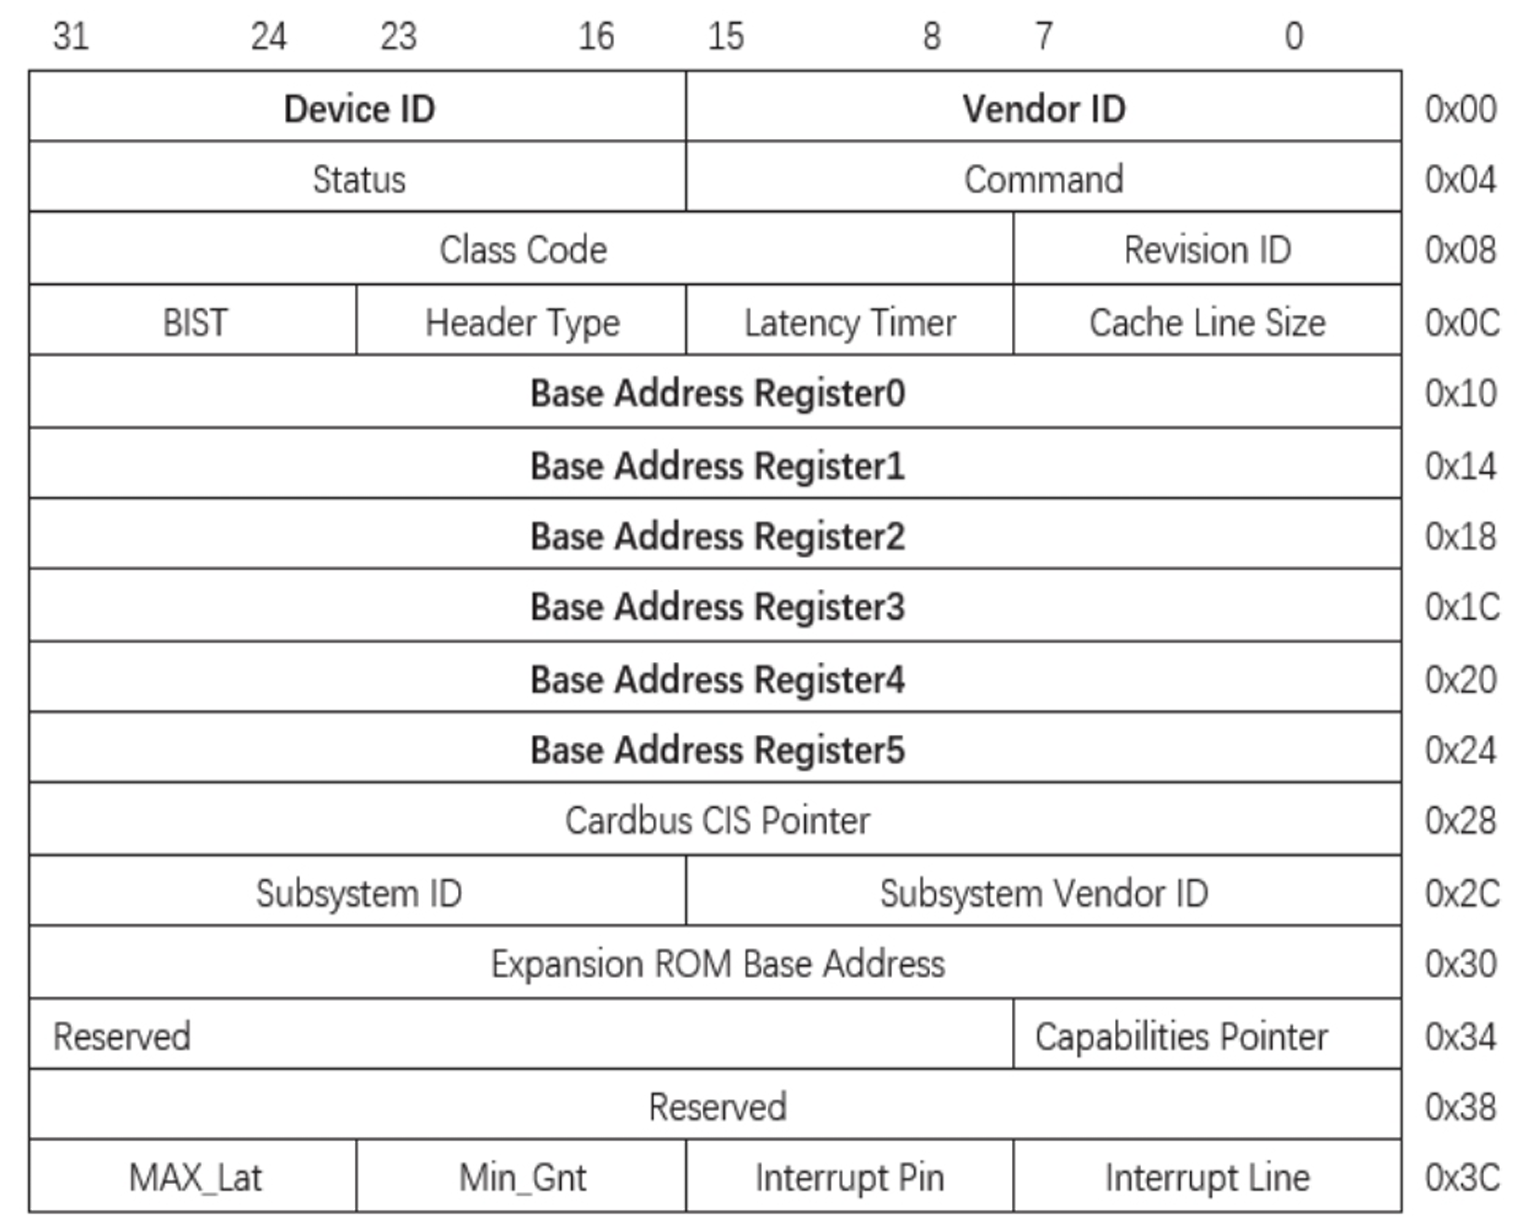 31 24 23 16 15 8 7 0
Device ID Vendor ID 0x00
Status Command 0x04
Class Code Revision ID 0x08
BIST Header Type Latency Timer Cache Line Size 0x0C
Base Address Register0 0x10
Base Address Register1 0x14
Base Address Register2 0x18
Base Address Register3 0x1C
Base Address Register4 0x20
Base Address Register5 0x24
Cardbus CIS Pointer 0x28
Subsystem ID Subsystem Vendor ID 0x2C
Expansion ROM Base Address 0x30
Reserved Capabilities Pointer 0x34
Reserved 0x38
MAX_Lat Min_Gnt Interrupt Pin Interrupt Line 0x3C